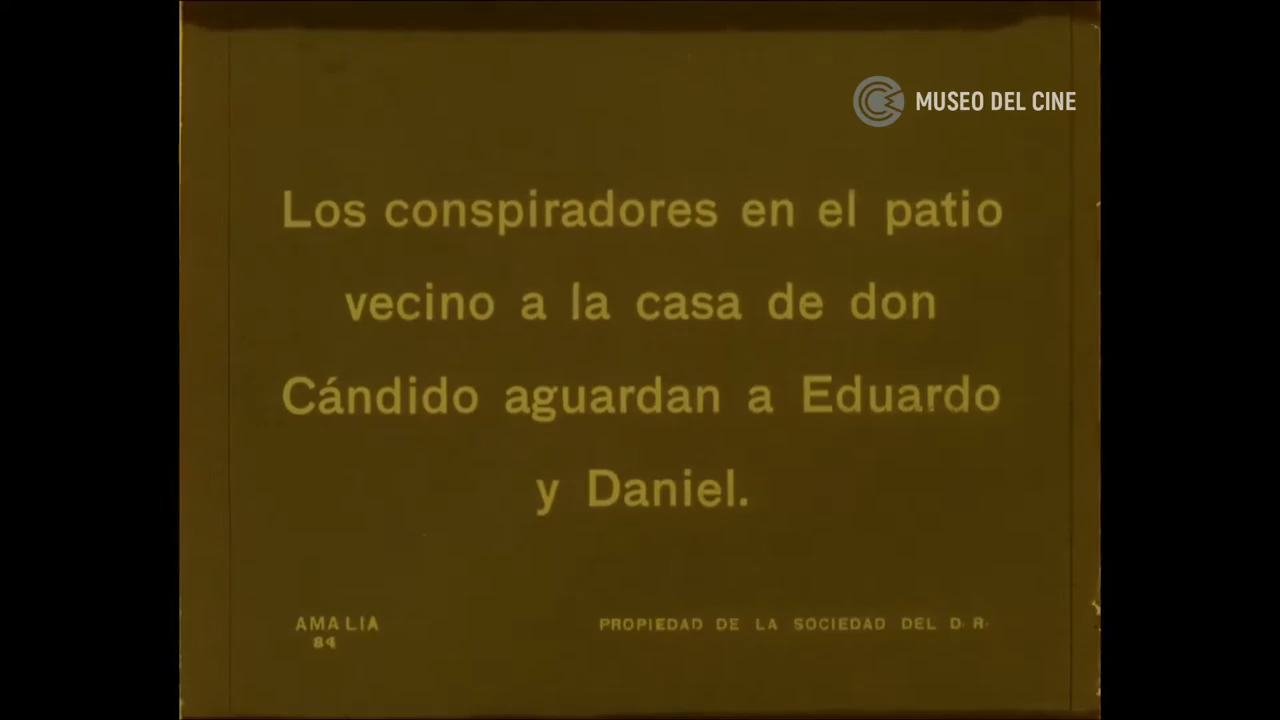 MUSEO DEL CINE
Los conspiradores en el patio
vecino a la casa de don
Cándido aguardan a Eduardo
y Daniel.
AMALIA
84
PROPIEDAD DE LA SOCIEDAD DEL D. R.